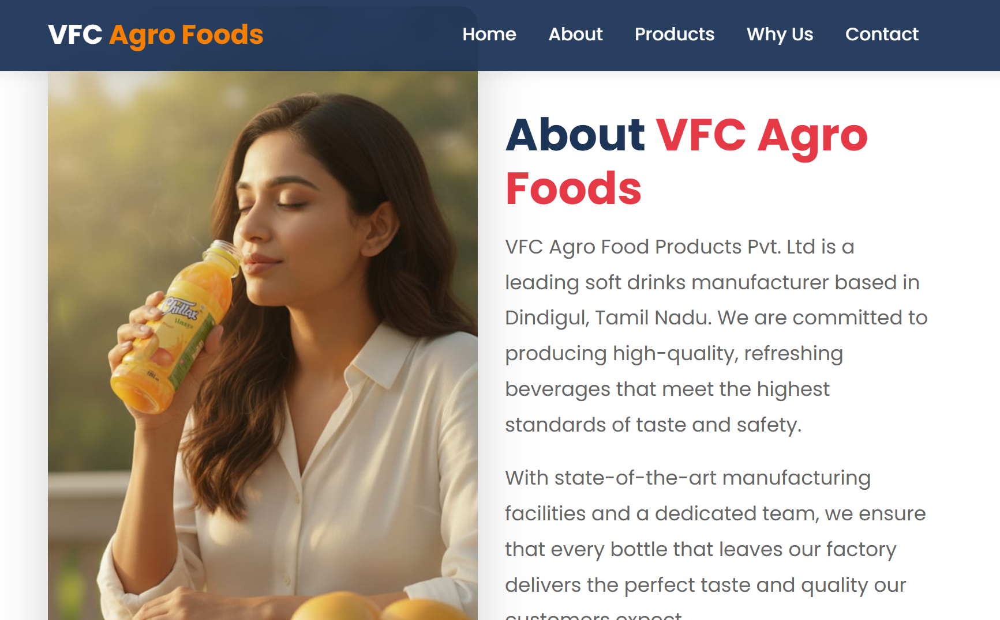 VFC Agro Foods
Home About Products Why Us Contact
About VFC Agro
Foods
VFC Agro Food Products Pvt. Ltd is a
leading soft drinks manufacturer based in
Dindigul, Tamil Nadu. We are committed to
producing high-quality, refreshing
beverages that meet the highest
standards of taste and safety.
With state-of-the-art manufacturing
facilities and a dedicated team, we ensure
that every bottle that leaves our factory
delivers the perfect taste and quality our
customers expect.
Chillax